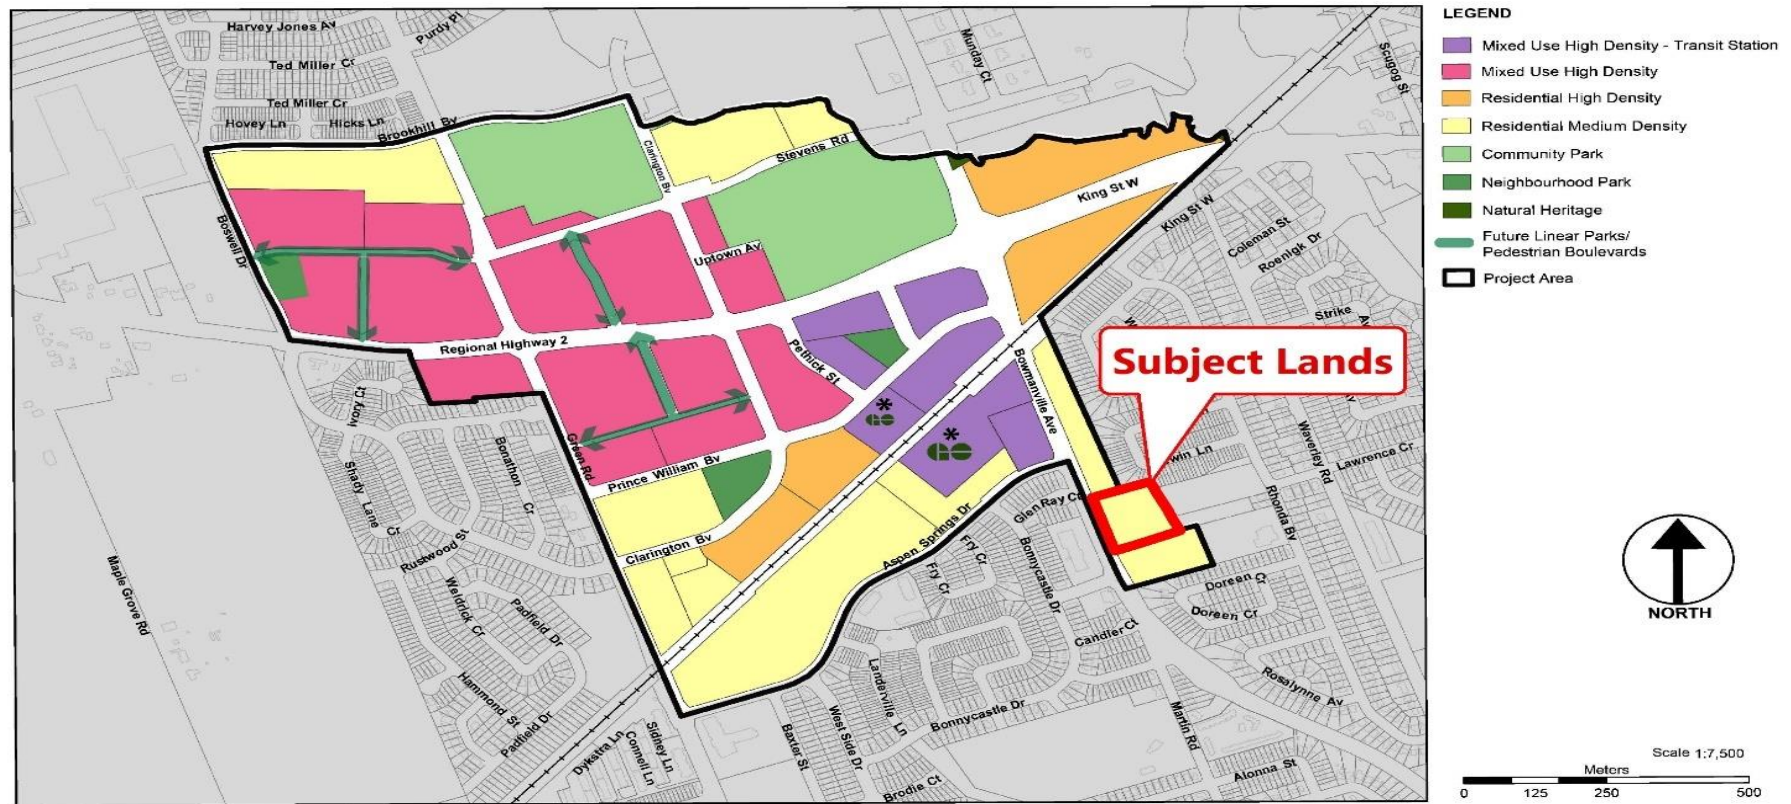 LEGEND
Mixed Use High Density - Transit Station
Mixed Use High Density
Residential High Density
Residential Medium Density
Community Park
Neighbourhood Park
Natural Heritage
Future Linear Parks/
Pedestrian Boulevards
Project Area
Harvey Jones Av
Purdy Pl
Ted Miller Cr
Ted Miller Cr
Hovey Ln
Hicks Ln
Brookhill Bv
Munday Ct
Scugog St
Clarington Bv
Stevens Rd
King St W
King St W
Coleman St
Roenigk Dr
Boswell Dr
Uptown Av
Strike Av
Regional Highway 2
Pethick St
Bowmanville Ave
Subject Lands
Ivory Ct
Green Rd
Bonathon Cr
Shady Lane Cr
Prince William Bv
GO
GO
Waverley Rd
Lawrence Cr
Rhonda Bv
Glen Ray Ct
Aspen Springs Dr
Clarington Bv
Rustwood St
Fry Cr
Fry Cr
Bonnycastle Dr
Doreen Cr
Doreen Cr
Maple Grove Rd
Weldrick Cr
Padfield Dr
Candler Ct
Landerville Ln
Rosalynne Av
Hammond St
Padfield Dr
Bonnycastle Dr
Martin Rd
Dykstra Ln
Sidney Ln
Connell Ln
Baxter St
West Side Dr
Brodie Ct
Alonna St
NORTH
Scale 1:7,500
Meters
0 125 250 500